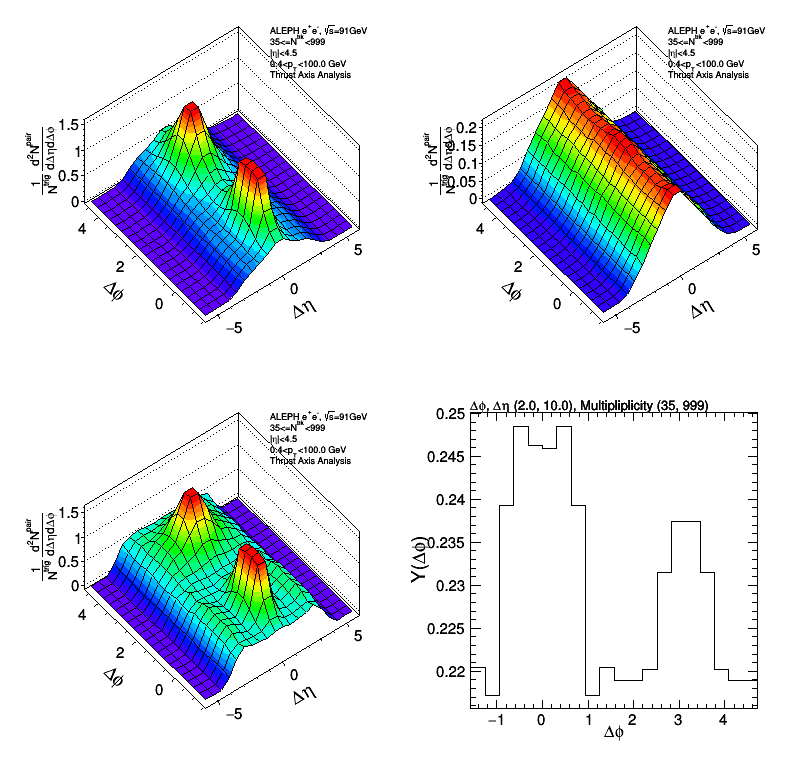 ALEPH e+e-, √s=91GeV
35<=N^trk<999
|η|<4.5
0.4<p_T<100.0 GeV
Thrust Axis Analysis
1/N^trig d²N^pair/dΔηdΔφ
1.5
1
0.5
0
4
2
0
Δφ
−5
0
5
Δη
ALEPH e+e-, √s=91GeV
35<=N^trk<999
|η|<4.5
0.4<p_T<100.0 GeV
Thrust Axis Analysis
1/N^trig d²N^pair/dΔηdΔφ
0.2
0.15
0.1
0.05
0
4
2
0
Δφ
−5
0
5
Δη
ALEPH e+e-, √s=91GeV
35<=N^trk<999
|η|<4.5
0.4<p_T<100.0 GeV
Thrust Axis Analysis
1/N^trig d²N^pair/dΔηdΔφ
1.5
1
0.5
0
4
2
0
Δφ
−5
0
5
Δη
Δφ, Δη (2.0, 10.0), Multipliplicity (35, 999)
Y(Δφ)
0.25
0.245
0.24
0.235
0.23
0.225
0.22
−1 0 1 2 3 4
Δφ